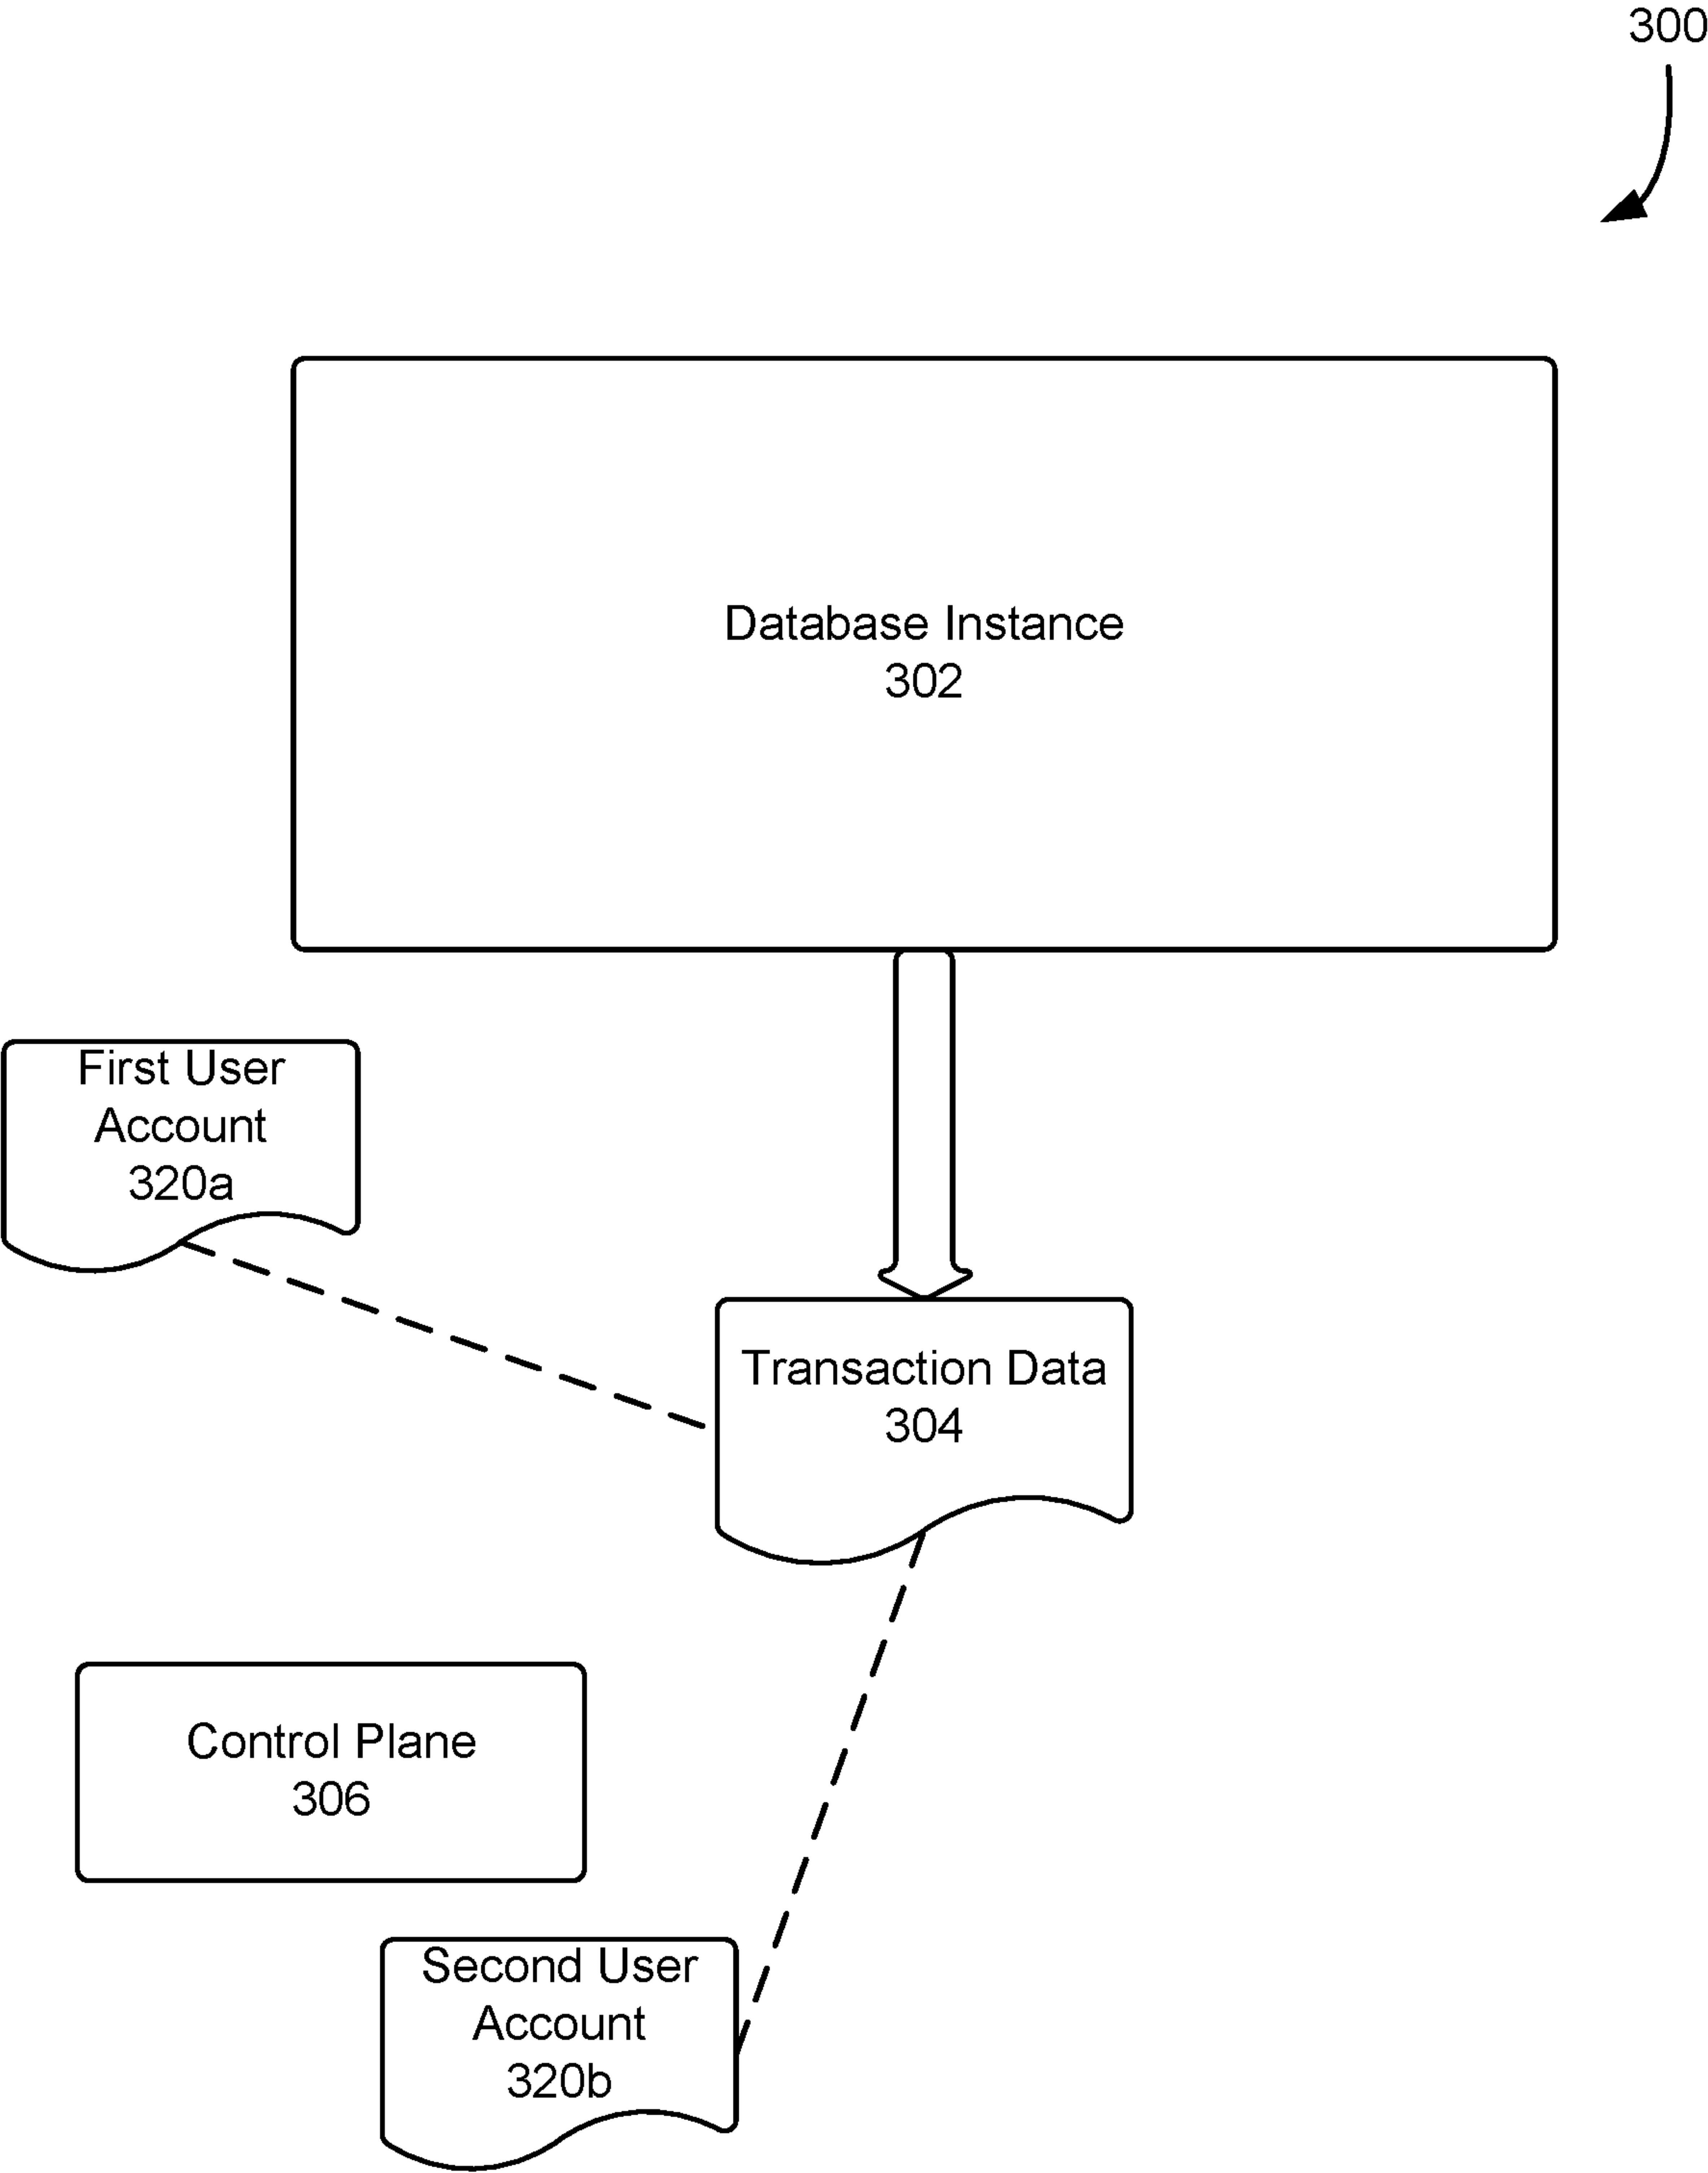 300
Database Instance
302
First User
Account
320a
Transaction Data
304
Control Plane
306
Second User
Account
320b